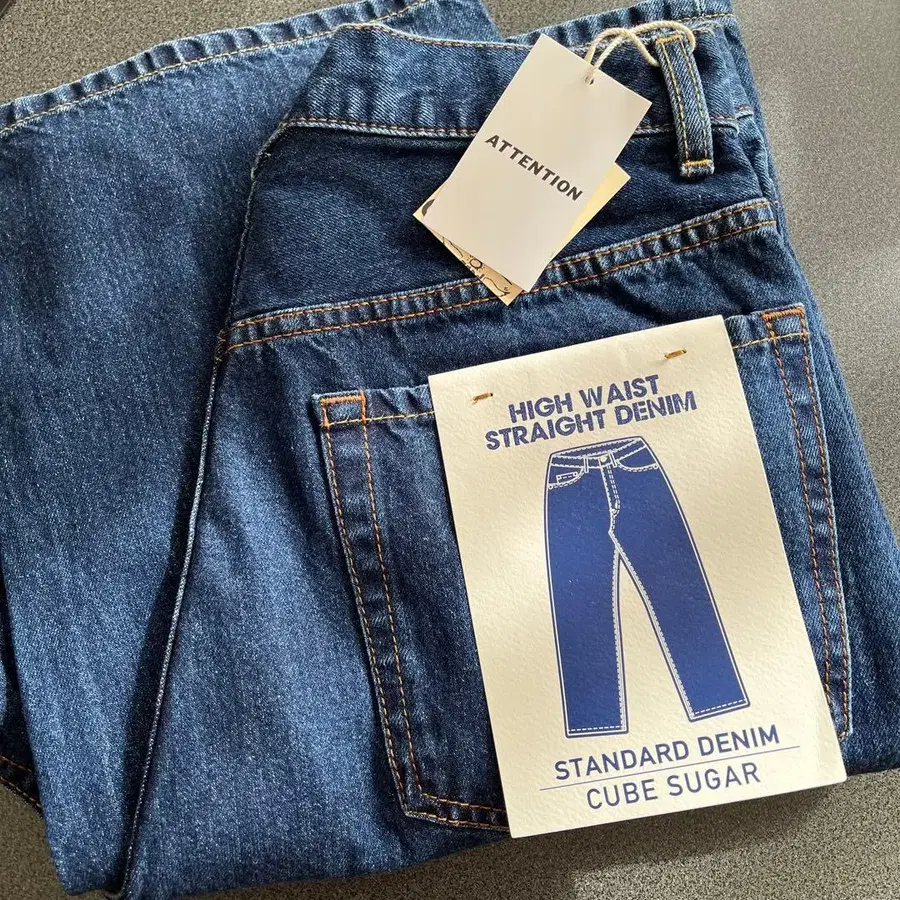 ATTENTION
HIGH WAIST
STRAIGHT DENIM
STANDARD DENIM
CUBE SUGAR